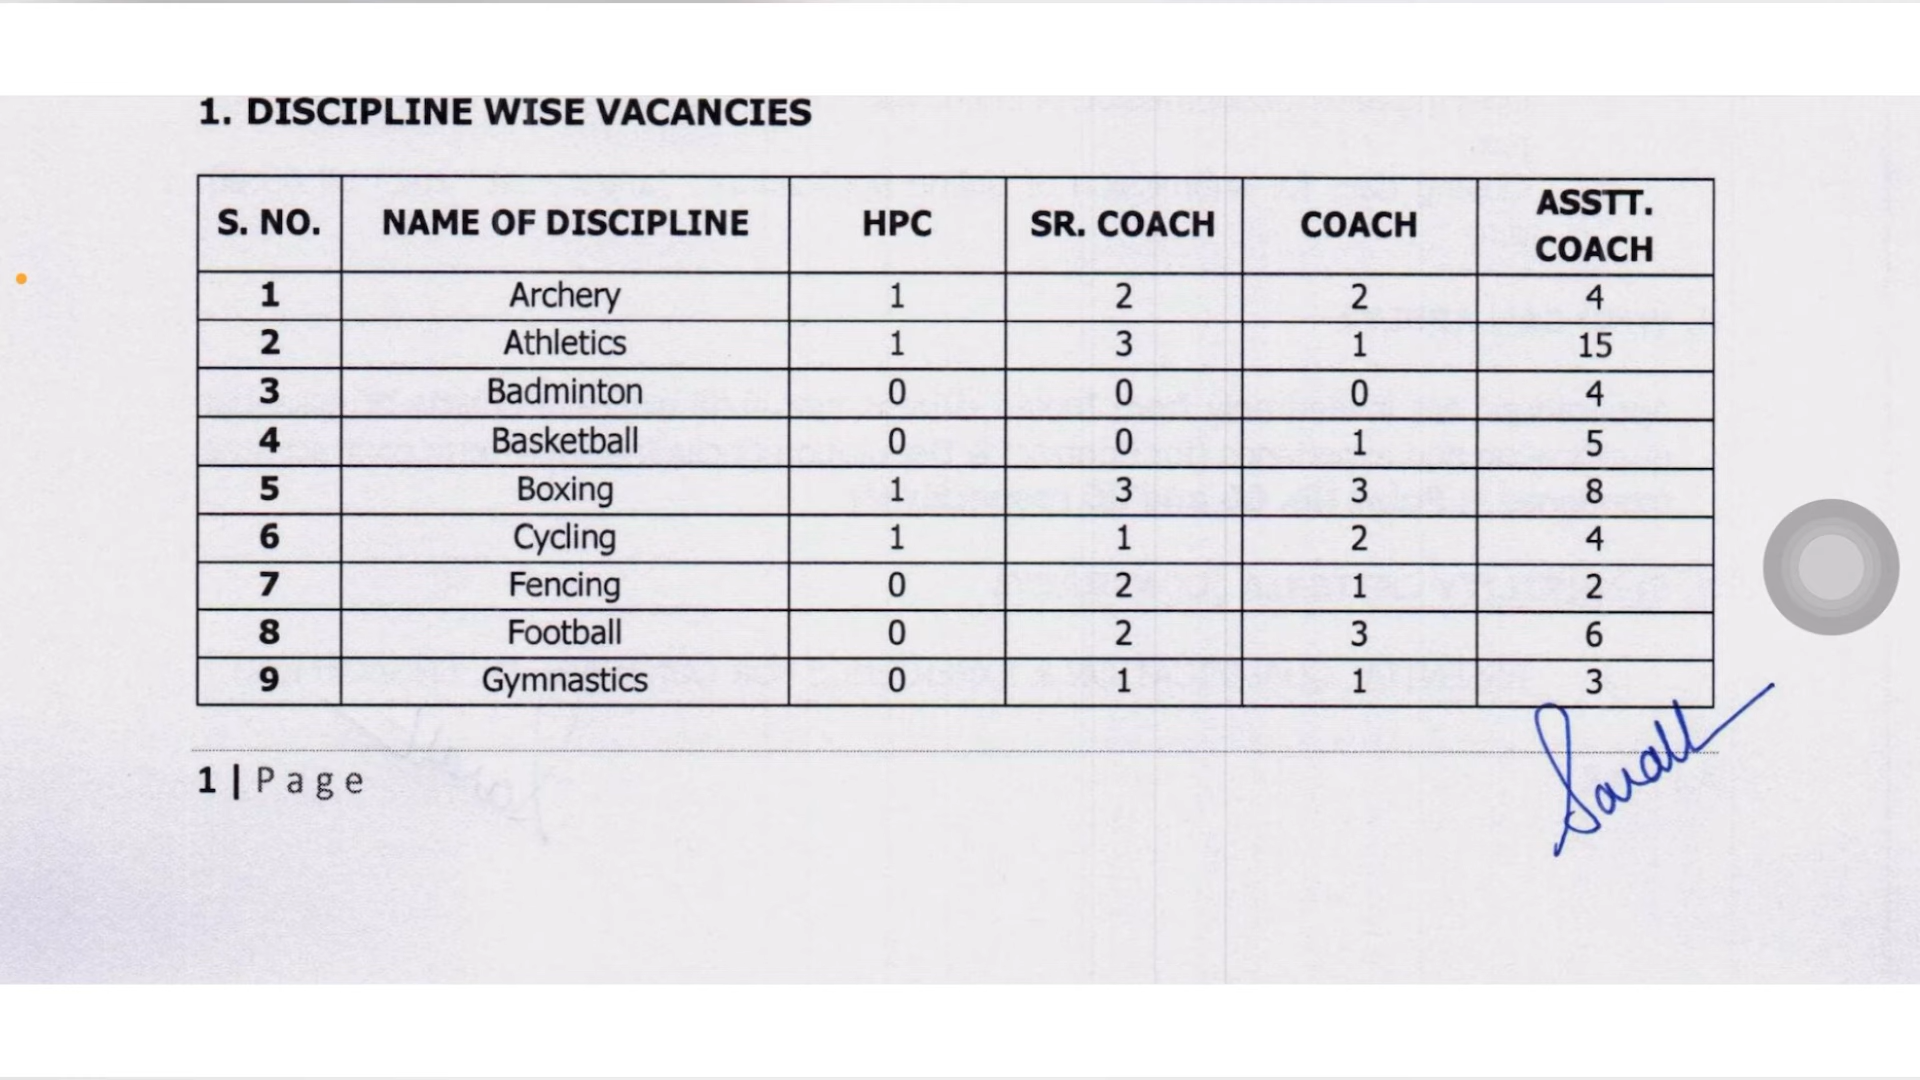 1. DISCIPLINE WISE VACANCIES
S. NO. NAME OF DISCIPLINE HPC SR. COACH COACH ASSTT. COACH
1 Archery 1 2 2 4
2 Athletics 1 3 1 15
3 Badminton 0 0 0 4
4 Basketball 0 0 1 5
5 Boxing 1 3 3 8
6 Cycling 1 1 2 4
7 Fencing 0 2 1 2
8 Football 0 2 3 6
9 Gymnastics 0 1 1 3
1 | Page